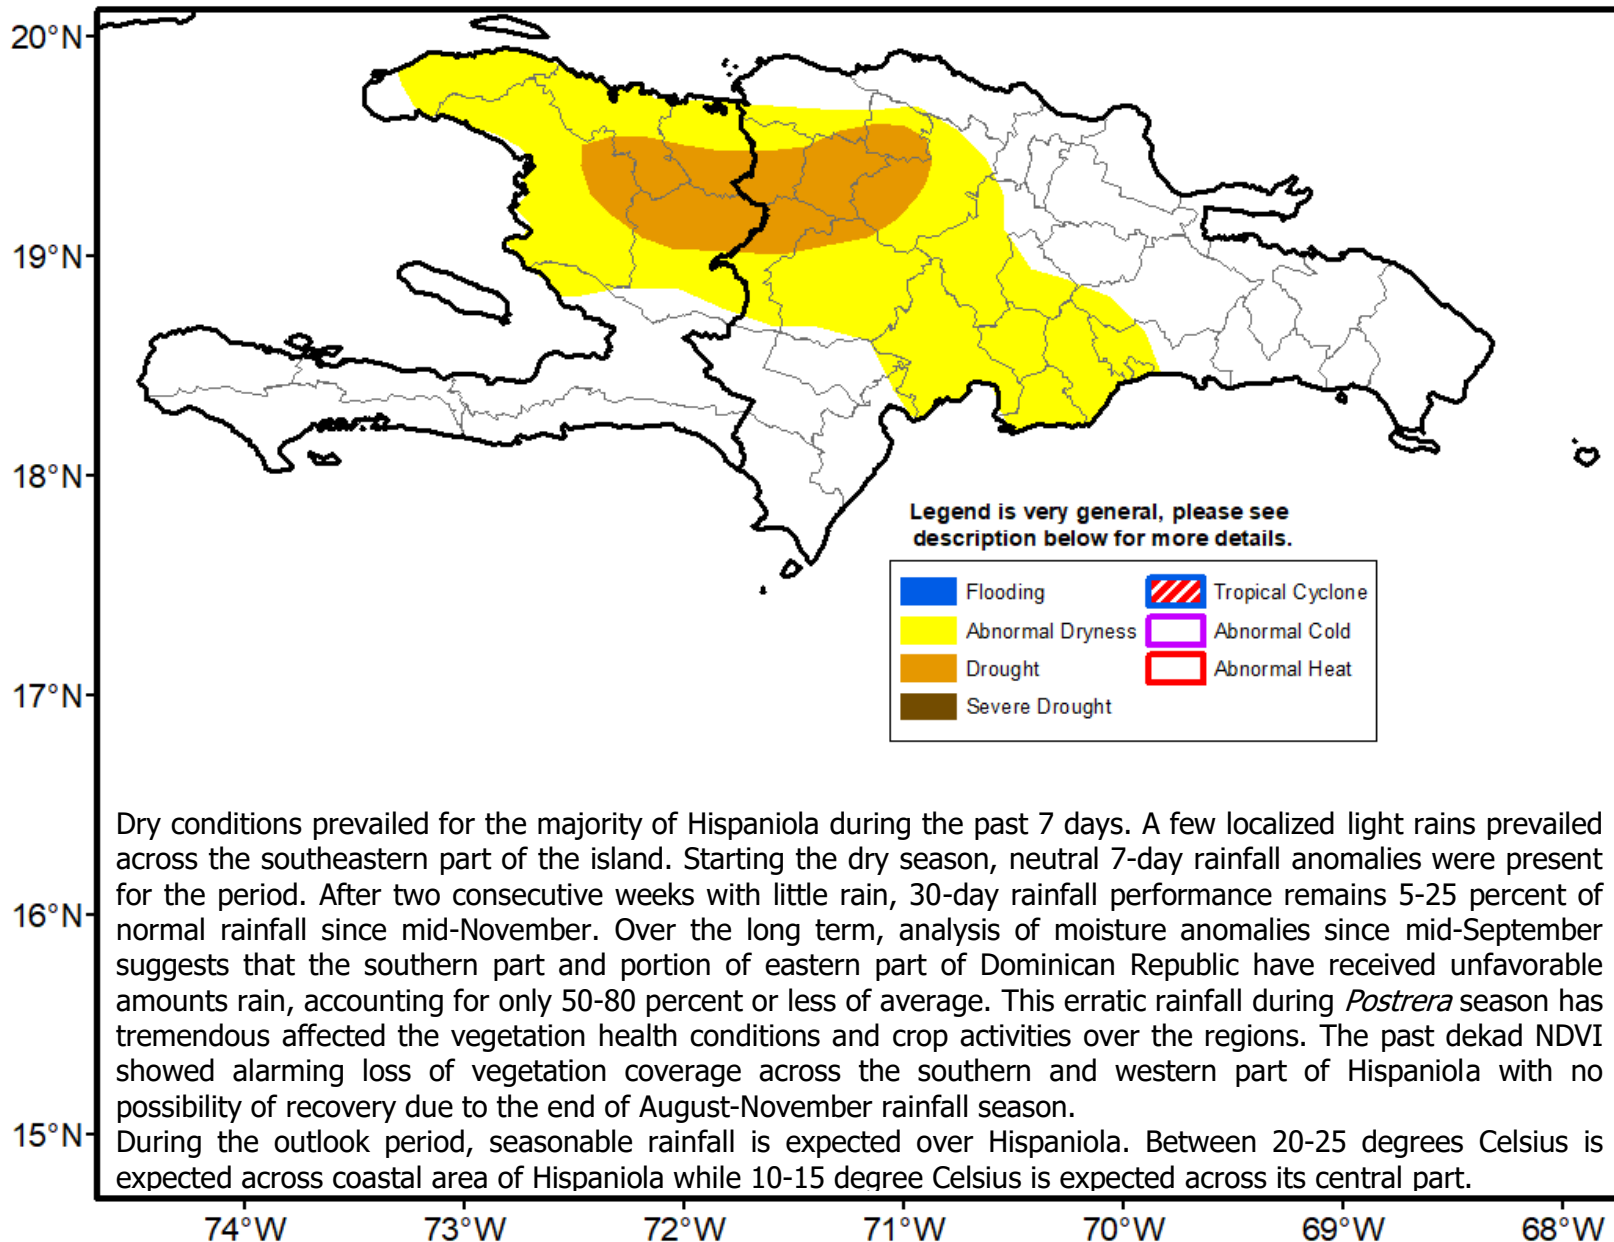 20°N
19°N
18°N
17°N
16°N
15°N
Legend is very general, please see
description below for more details.
Flooding
Tropical Cyclone
Abnormal Dryness
Abnormal Cold
Drought
Abnormal Heat
Severe Drought
Dry conditions prevailed for the majority of Hispaniola during the past 7 days. A few localized light rains prevailed
across the southeastern part of the island. Starting the dry season, neutral 7-day rainfall anomalies were present
for the period. After two consecutive weeks with little rain, 30-day rainfall performance remains 5-25 percent of
normal rainfall since mid-November. Over the long term, analysis of moisture anomalies since mid-September
suggests that the southern part and portion of eastern part of Dominican Republic have received unfavorable
amounts rain, accounting for only 50-80 percent or less of average. This erratic rainfall during Postrera season has
tremendous affected the vegetation health conditions and crop activities over the regions. The past dekad NDVI
showed alarming loss of vegetation coverage across the southern and western part of Hispaniola with no
possibility of recovery due to the end of August-November rainfall season.
During the outlook period, seasonable rainfall is expected over Hispaniola. Between 20-25 degrees Celsius is
expected across coastal area of Hispaniola while 10-15 degree Celsius is expected across its central part.
74°W 73°W 72°W 71°W 70°W 69°W 68°W